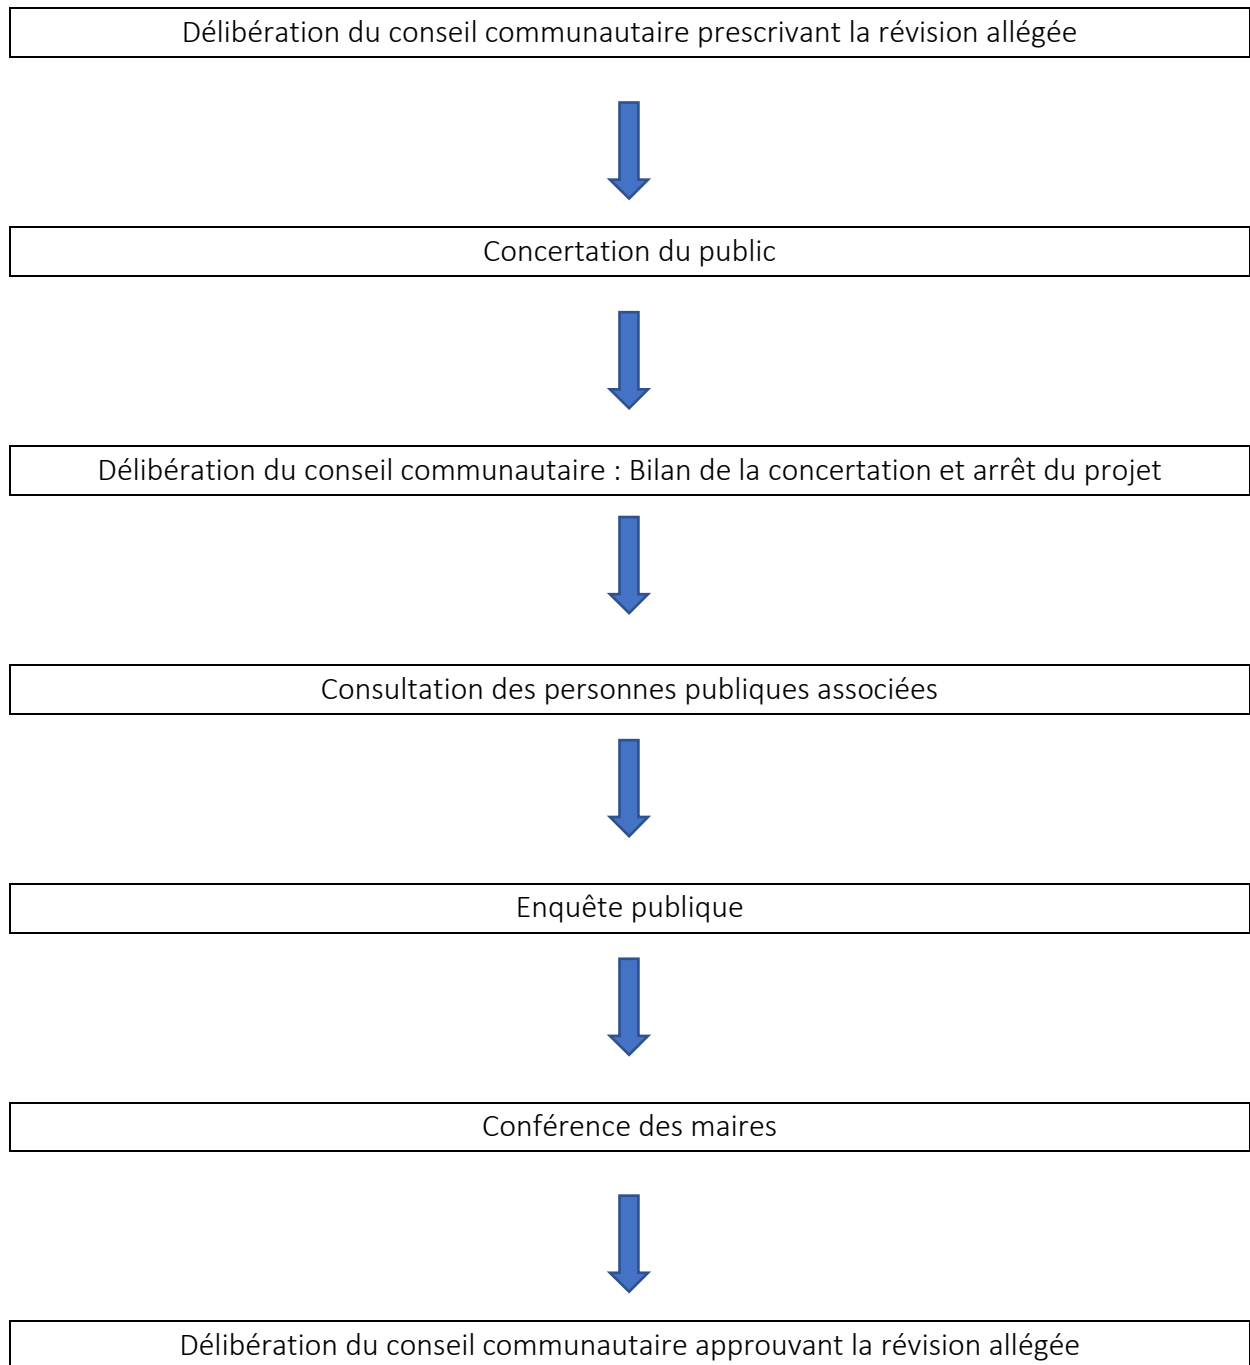 Délibération du conseil communautaire prescrivant la révision allégée
Concertation du public
Délibération du conseil communautaire : Bilan de la concertation et arrêt du projet
Consultation des personnes publiques associées
Enquête publique
Conférence des maires
Délibération du conseil communautaire approuvant la révision allégée